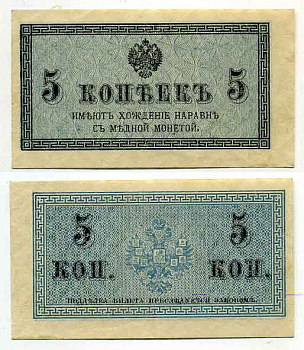 5 КОПѢЕКЪ 5
ИМѢЮТЪ ХОЖДЕНІЕ НАРАВНѢ
СЪ МѢДНОЙ МОНЕТОЙ.
5 5
КОП. КОП.
ПОДДѢЛКА БИЛЕТА ПРЕСЛѢДУЕТСЯ ЗАКОНОМЪ.